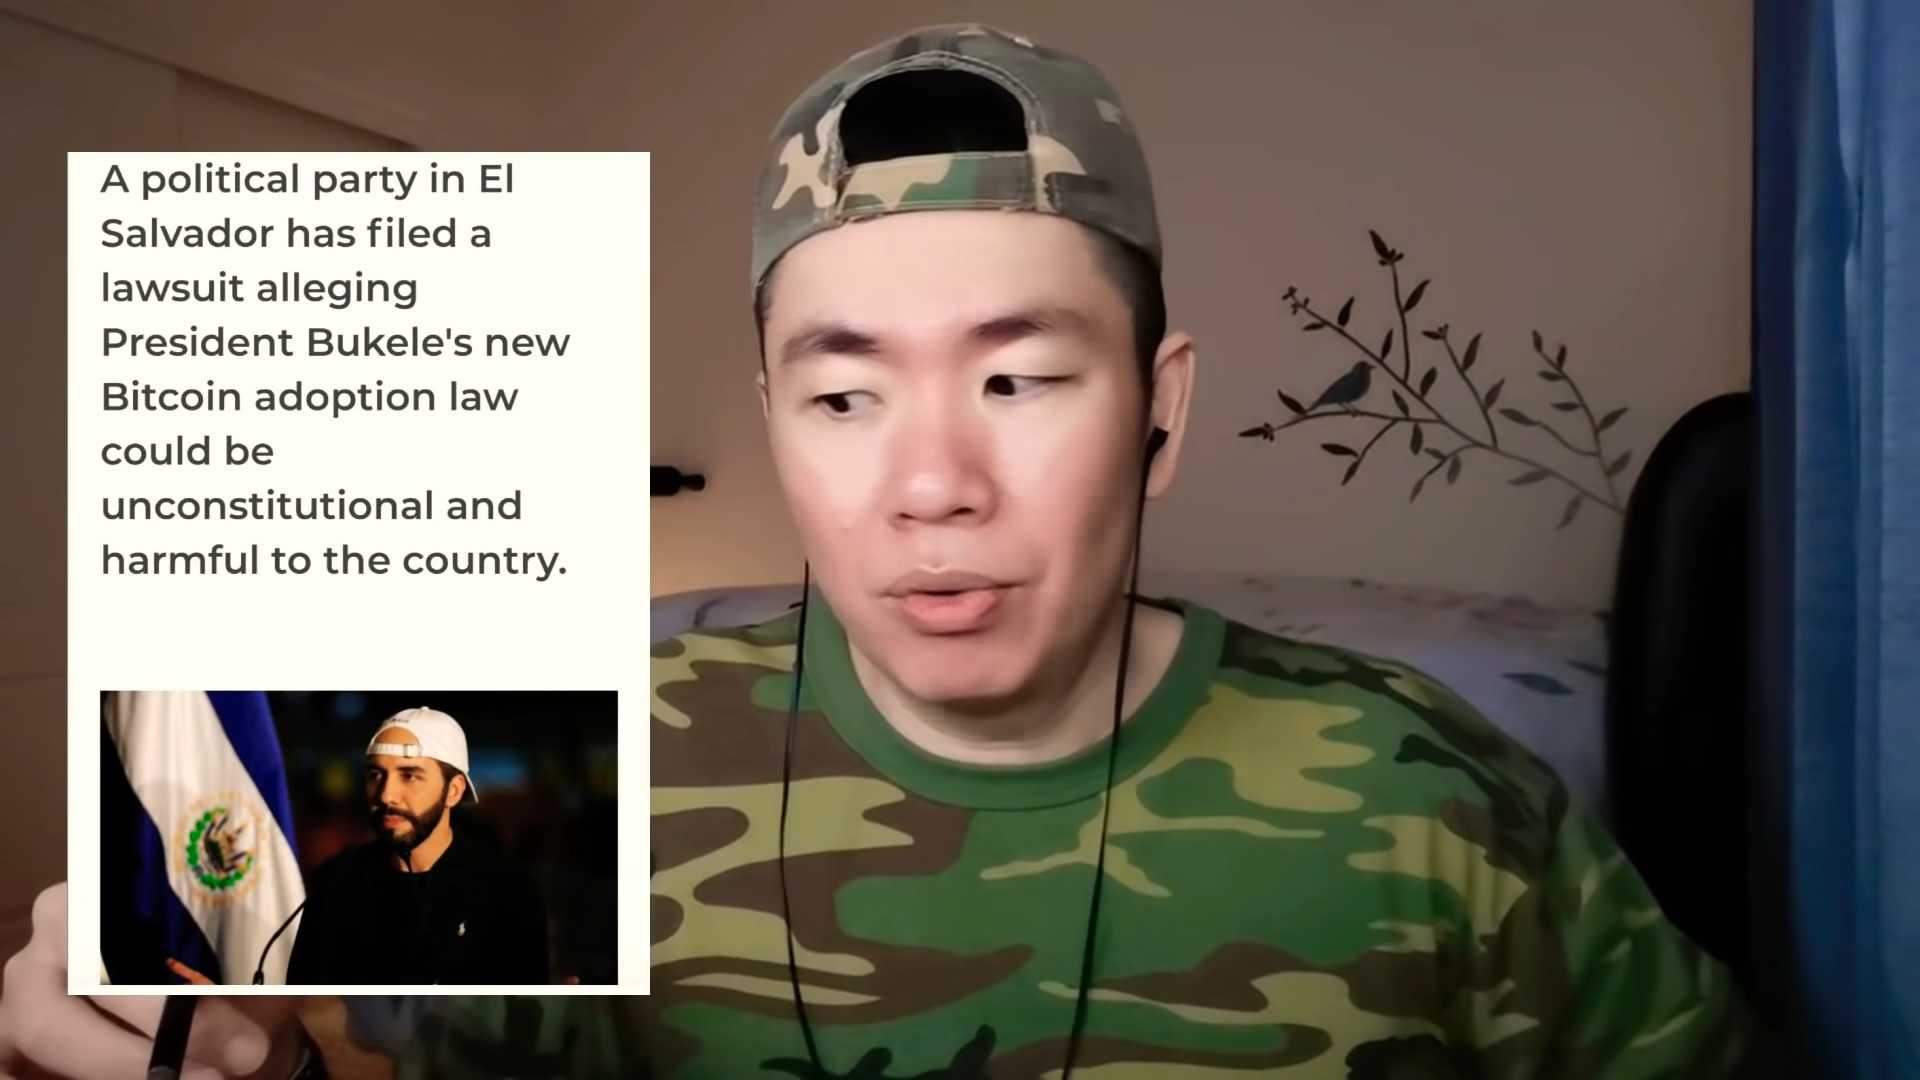 A political party in El
Salvador has filed a
lawsuit alleging
President Bukele's new
Bitcoin adoption law
could be
unconstitutional and
harmful to the country.